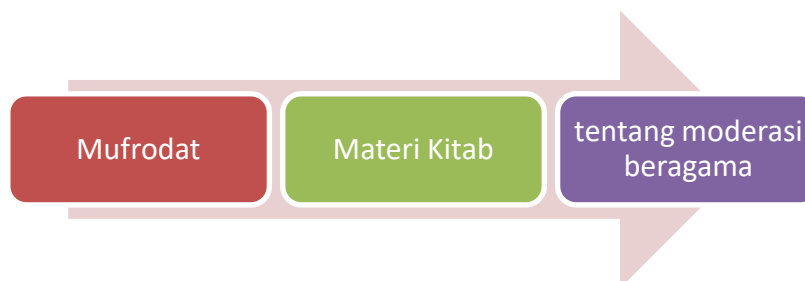 Mufrodat
Materi Kitab
tentang moderasi
beragama